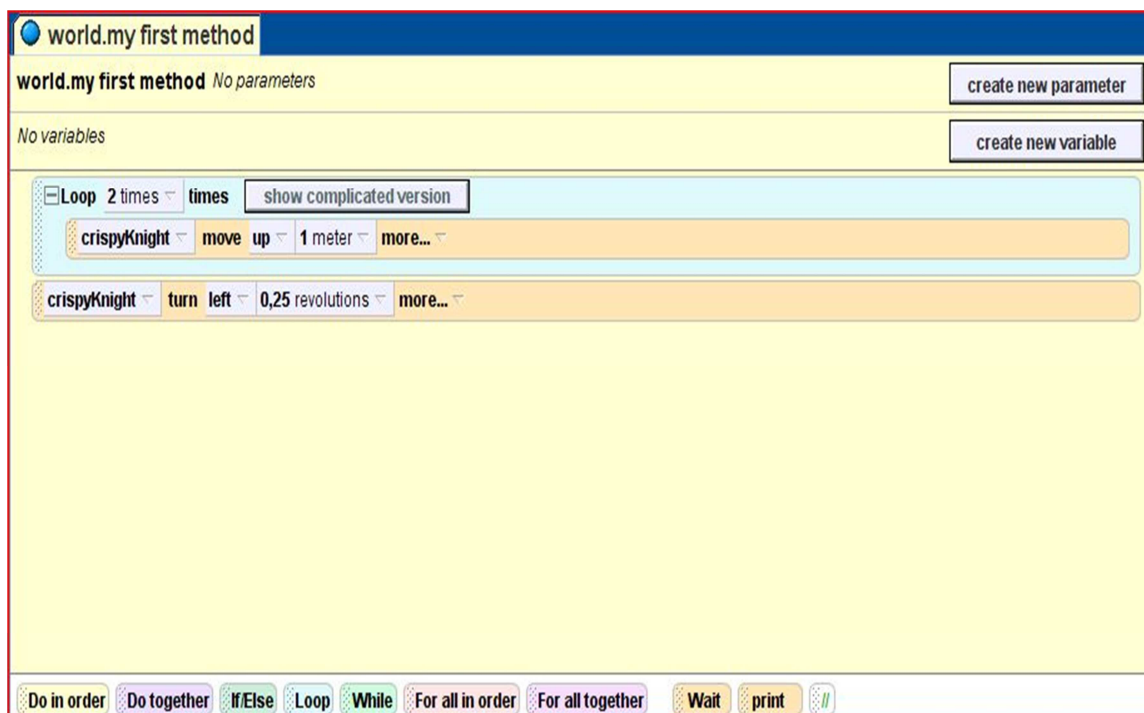 world.my first method
world.my first method No parameters
create new parameter
No variables
create new variable
Loop 2 times times show complicated version
crispyKnight move up 1 meter more...
crispyKnight turn left 0,25 revolutions more...
Do in order Do together If/Else Loop While For all in order For all together Wait print //